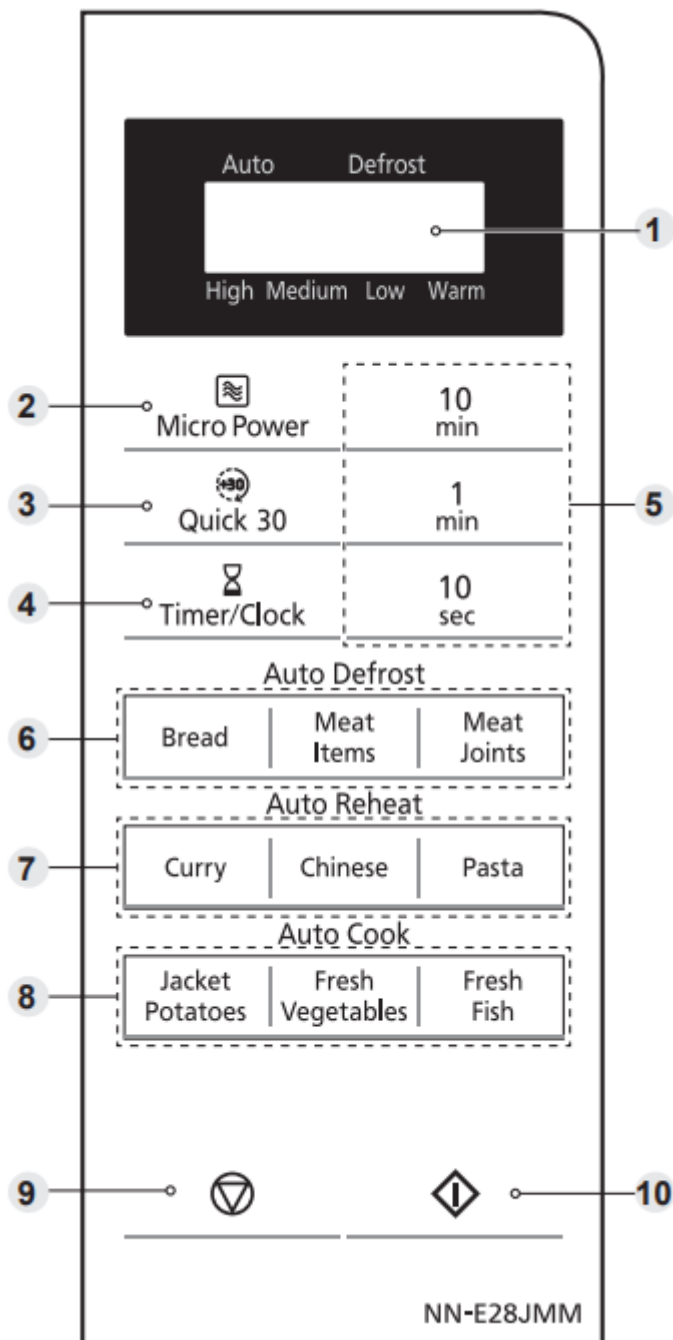 Auto Defrost
1
High Medium Low Warm
2
Micro Power
10
min
+30
3
Quick 30
1
min
5
4
Timer/Clock
10
sec
Auto Defrost
6
Bread
Meat
Items
Meat
Joints
Auto Reheat
7
Curry
Chinese
Pasta
Auto Cook
8
Jacket
Potatoes
Fresh
Vegetables
Fresh
Fish
9
10
NN-E28JMM